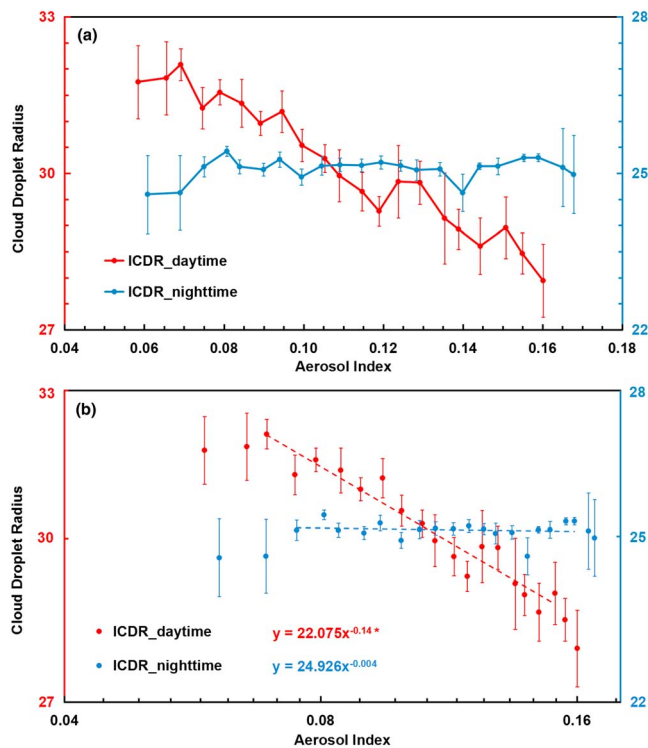 33
28
(a)
Cloud Droplet Radius
30
25
ICDR_daytime
ICDR_nighttime
27
22
0.04
0.06
0.08
0.10
0.12
0.14
0.16
0.18
Aerosol Index
33
28
(b)
Cloud Droplet Radius
30
25
ICDR_daytime y = 22.075x-0.14 *
ICDR_nighttime y = 24.926x-0.004
27
22
0.04
0.08
0.16
Aerosol Index